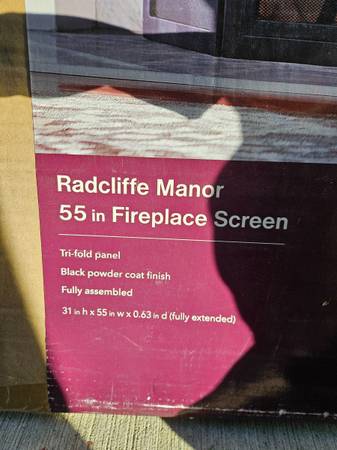 Radcliffe Manor
55 in Fireplace Screen
Tri-fold panel
Black powder coat finish
Fully assembled
31 in h x 55 in w x 0.63 in d (fully extended)